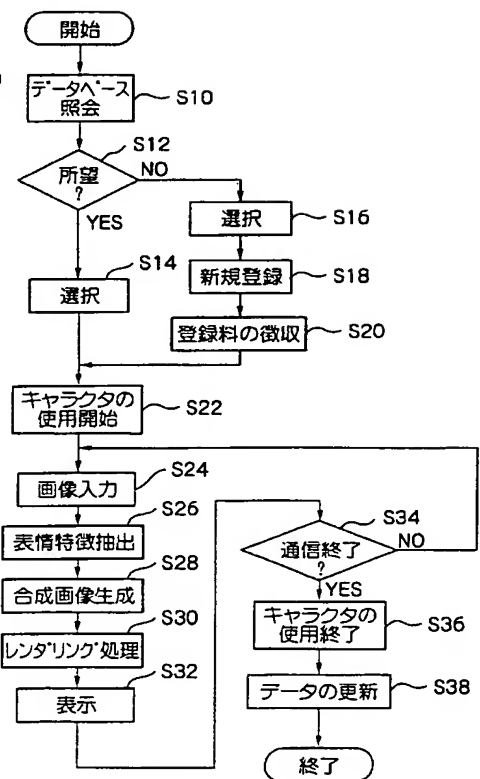 開始
データベース
照会
S10
S12
所望
?
NO
YES
選択
S16
S14
選択
新規登録
S18
登録料の徴収
S20
キャラクタの
使用開始
S22
S24
画像入力
S26
表情特徴抽出
S28
合成画像生成
S30
レンダリング処理
S32
表示
S34
通信終了
?
NO
YES
キャラクタの
使用終了
S36
データの更新
S38
終了